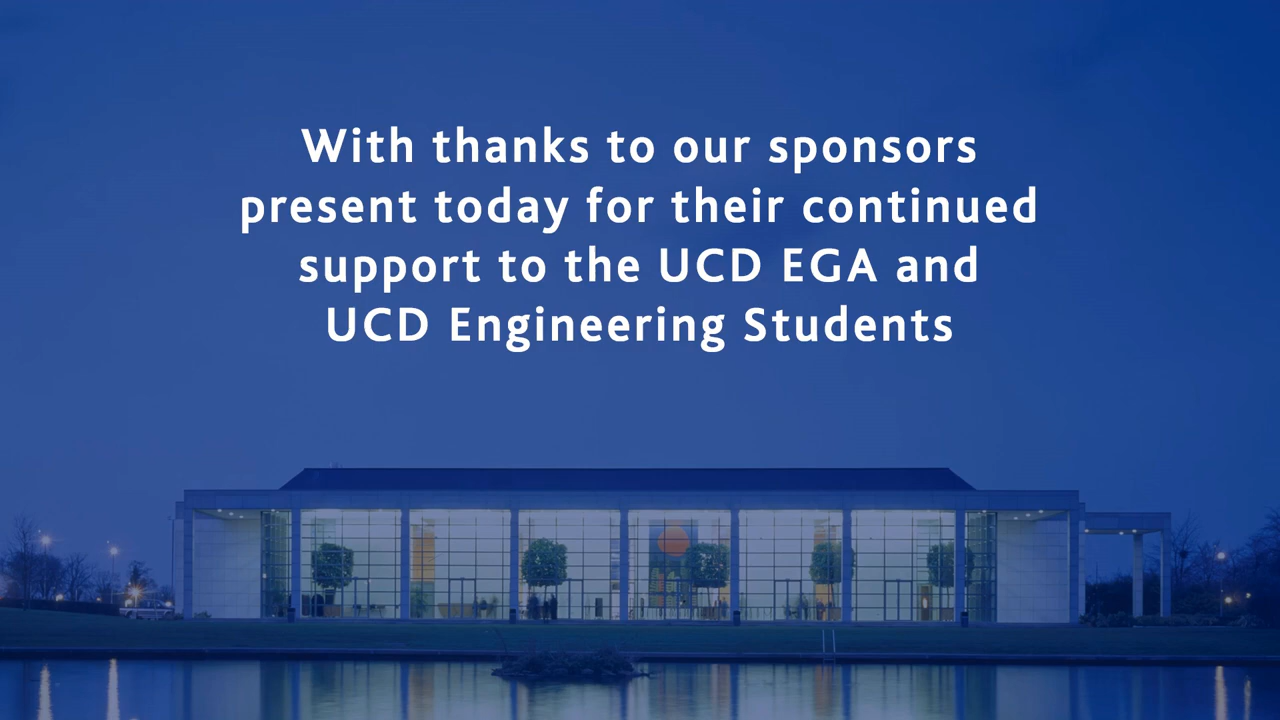 With thanks to our sponsors
present today for their continued
support to the UCD EGA and
UCD Engineering Students